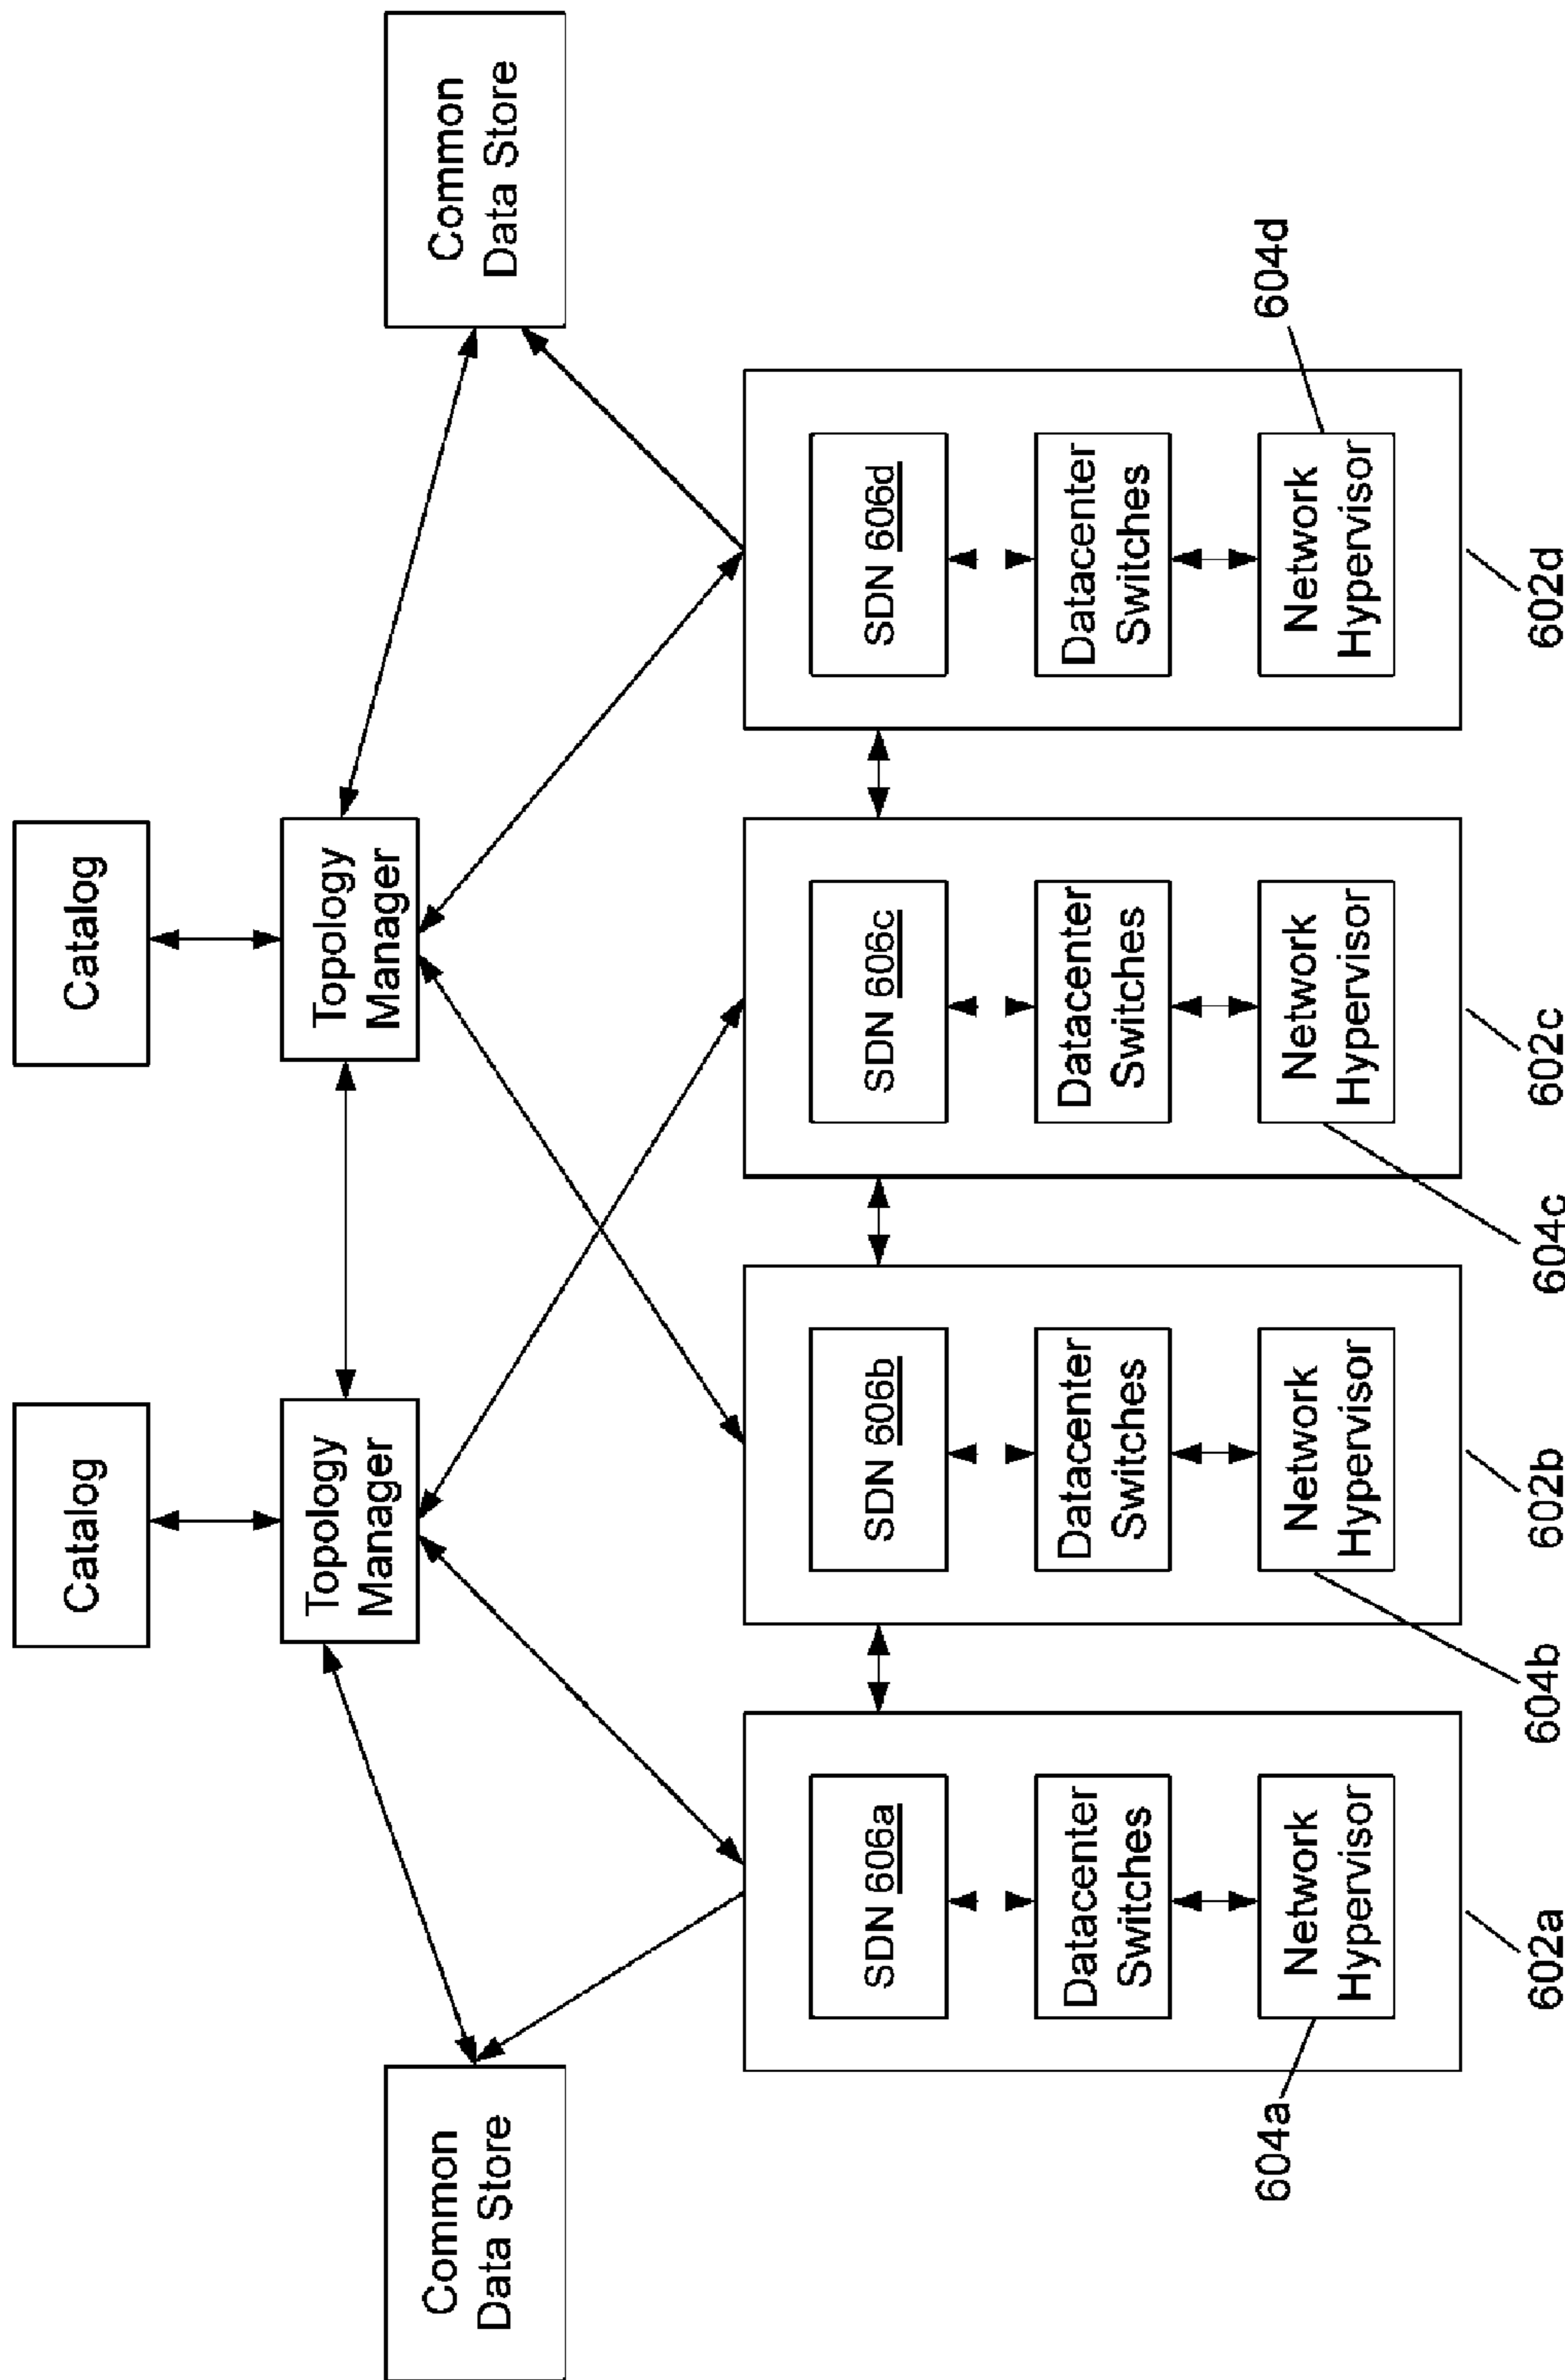 Catalog
Catalog
Topology
Manager
Topology
Manager
Common
Data Store
Common
Data Store
SDN 606a
Datacenter
Switches
Network
Hypervisor
SDN 606b
Datacenter
Switches
Network
Hypervisor
SDN 606c
Datacenter
Switches
Network
Hypervisor
SDN 606d
Datacenter
Switches
Network
Hypervisor
604a
602a
604b
602b
604c
602c
604d
602d